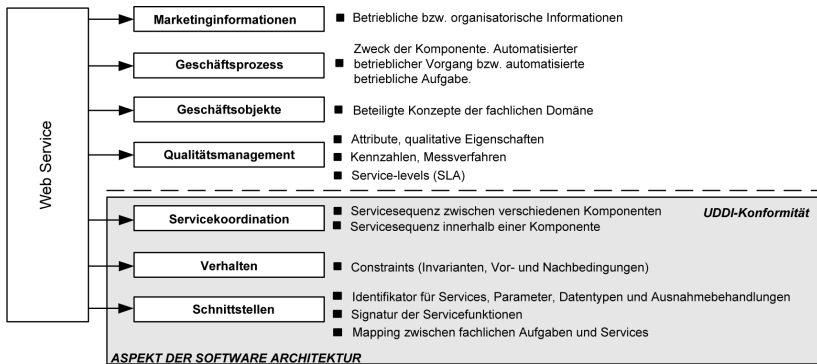 Web Service
Marketinginformationen
Betriebliche bzw. organisatorische Informationen
Geschäftsprozess
Zweck der Komponente. Automatisierter
betrieblicher Vorgang bzw. automatisierte
betriebliche Aufgabe.
Geschäftsobjekte
Beteiligte Konzepte der fachlichen Domäne
Qualitätsmanagement
Attribute, qualitative Eigenschaften
Kennzahlen, Messverfahren
Service-levels (SLA)
Servicekoordination
Servicesequenz zwischen verschiedenen Komponenten
Servicesequenz innerhalb einer Komponente
UDDI-Konformität
Verhalten
Constraints (Invarianten, Vor- und Nachbedingungen)
Schnittstellen
Identifikator für Services, Parameter, Datentypen und Ausnahmebehandlungen
Signatur der Servicefunktionen
Mapping zwischen fachlichen Aufgaben und Services
ASPEKT DER SOFTWARE ARCHITEKTUR